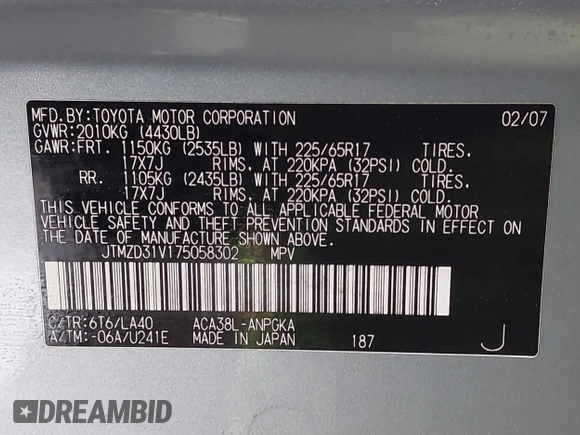 MFD.BY:TOYOTA MOTOR CORPORATION 02/07
GVWR:2010KG (4430LB)
GAWR:FRT. 1150KG (2535LB) WITH 225/65R17 TIRES.
17X7J RIMS. AT 220KPA (32PSI) COLD.
RR. 1105KG (2435LB) WITH 225/65R17 TIRES.
17X7J RIMS. AT 220KPA (32PSI) COLD.
THIS VEHICLE CONFORMS TO ALL APPLICABLE FEDERAL MOTOR
VEHICLE SAFETY AND THEFT PREVENTION STANDARDS IN EFFECT ON
THE DATE OF MANUFACTURE SHOWN ABOVE.
JTMZD31V175058302 MPV
C/TR:6T6/LA40 ACA38L-ANPGKA
A/TM:-06A/U241E MADE IN JAPAN 187 J
DREAMBID